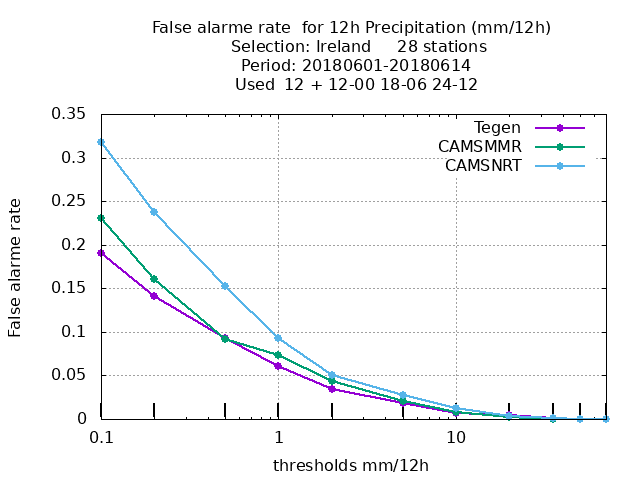 False alarme rate  for 12h Precipitation (mm/12h)
Selection: Ireland     28 stations
Period: 20180601-20180614
Used  12 + 12-00 18-06 24-12
Tegen
CAMSMMR
CAMSNRT
False alarme rate
0.35
0.3
0.25
0.2
0.15
0.1
0.05
0
0.1
1
10
thresholds mm/12h